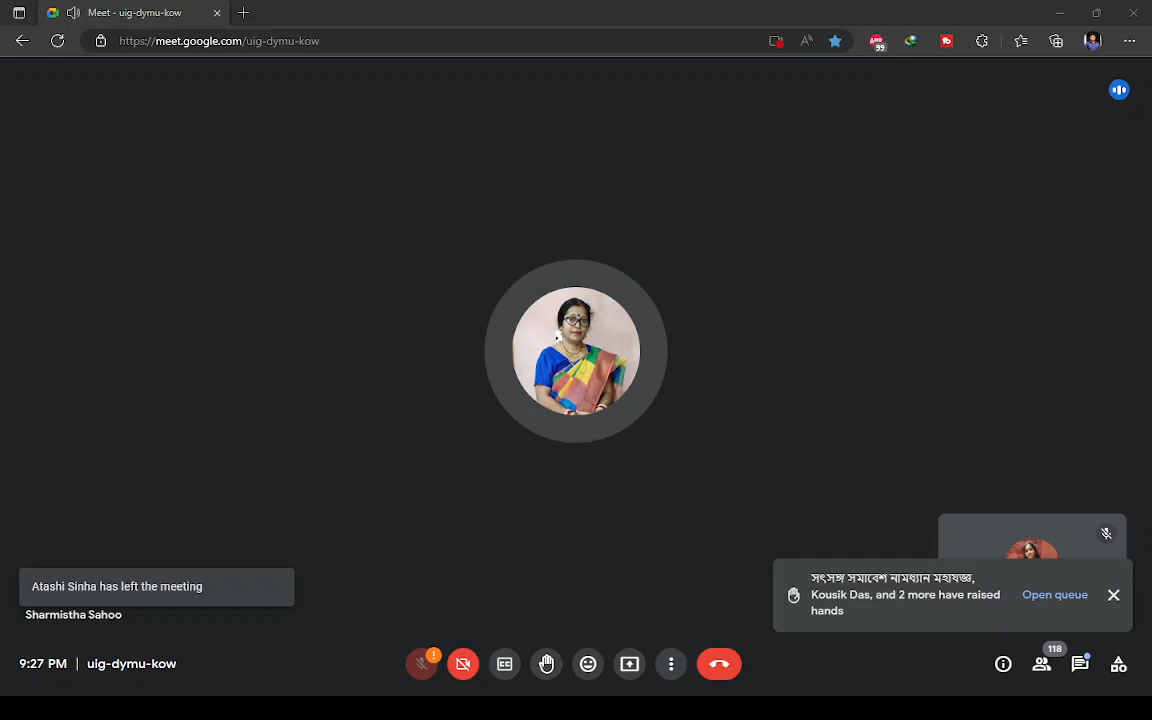 Meet - uig-dymu-kow
https://meet.google.com/uig-dymu-kow
99
Atashi Sinha has left the meeting
Sharmistha Sahoo
সৎসঙ্গ সমাবেশ নামধ্যান মহাযজ্ঞ,
Kousik Das, and 2 more have raised
hands
Open queue
9:27 PM | uig-dymu-kow
CC
118